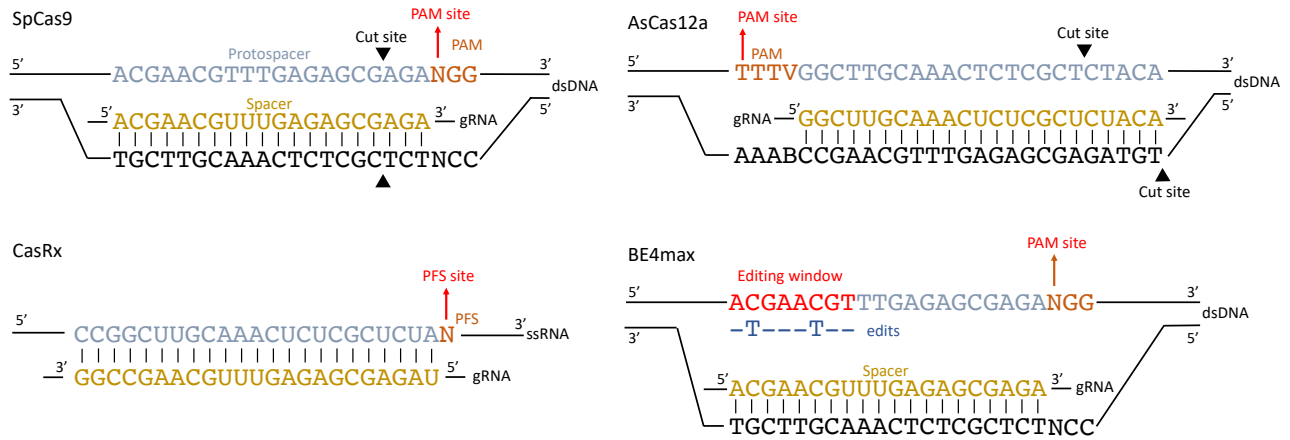 SpCas9
PAM site
Cut site
Protospacer
PAM
5’
ACGAACGTTTGAGAGCGAGANGG
3’
dsDNA
3’
5’
Spacer
5’
ACGAACGUUUGAGAGCGAGA
3’
gRNA
TGCTTGCAAACTCTCGCTCTNCC
AsCas12a
PAM site
Cut site
PAM
5’
TTTVGGCTTGCAAACTCTCGCTCTACA
3’
dsDNA
3’
5’
gRNA
5’
GGCUUGCAAACUCUCGCUCUACA
3’
AAABCCGAACGTTTGAGAGCGAGATGT
Cut site
CasRx
PFS site
PFS
5’
CCGGCUUGCAAACUCUCGCUCUAN
3’
ssRNA
3’
GGCCGAACGUUUGAGAGCGAGAU
5’
gRNA
BE4max
PAM site
Editing window
5’
ACGAACGTTTGAGAGCGAGANGG
3’
dsDNA
–T–––T–– edits
3’
5’
Spacer
5’
ACGAACGUUUGAGAGCGAGA
3’
gRNA
TGCTTGCAAACTCTCGCTCTNCC